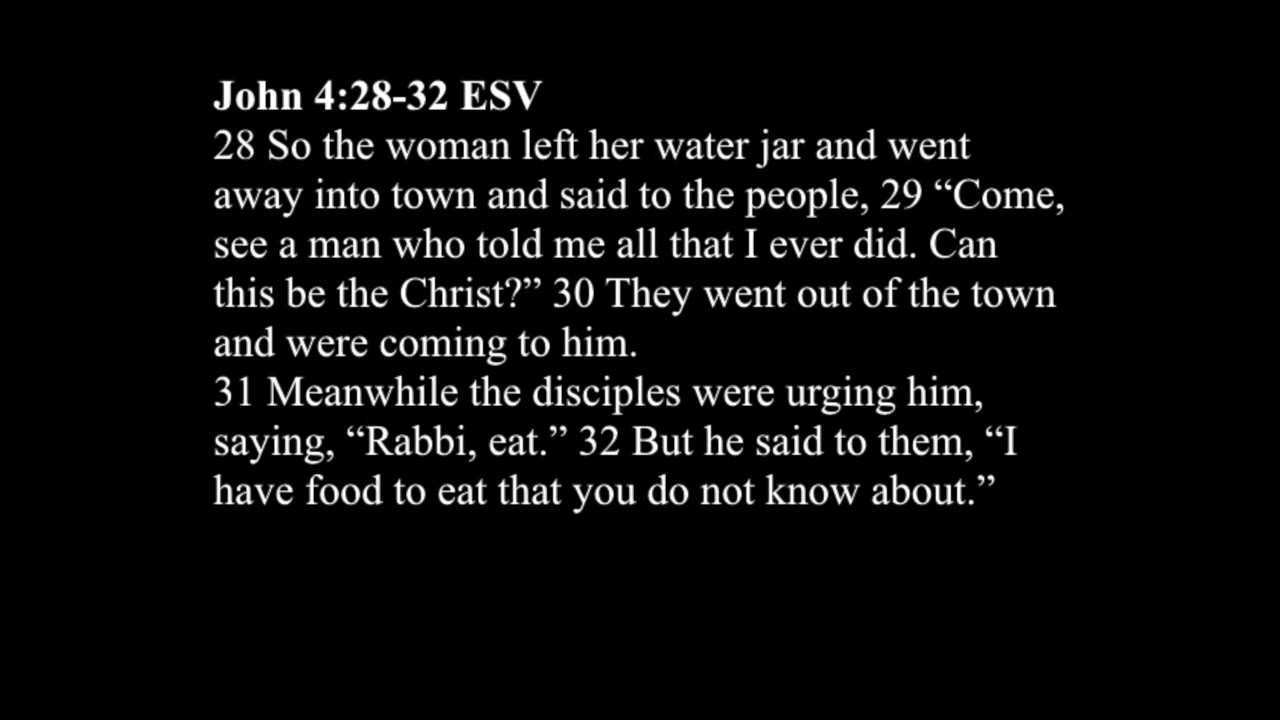 John 4:28-32 ESV
28 So the woman left her water jar and went
away into town and said to the people, 29 “Come,
see a man who told me all that I ever did. Can
this be the Christ?” 30 They went out of the town
and were coming to him.
31 Meanwhile the disciples were urging him,
saying, “Rabbi, eat.” 32 But he said to them, “I
have food to eat that you do not know about.”